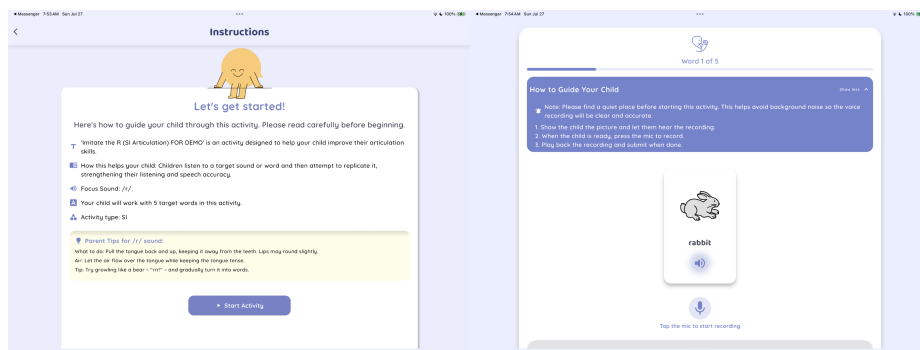 Messenger 7:53 AM Sun Jul 27
100%
Instructions
Let's get started!
Here's how to guide your child through this activity. Please read carefully before beginning.
'Imitate the R (SI Articulation) FOR DEMO' is an activity designed to help your child improve their articulation
skills.
How this helps your child: Children listen to a target sound or word and then attempt to replicate it,
strengthening their listening and speech accuracy.
Focus Sound: /r/.
Your child will work with 5 target words in this activity.
Activity type: SI
Parent Tips for /r/ sound:
What to do: Pull the tongue back and up, keeping it away from the teeth. Lips may round slightly.
Air: Let the air flow over the tongue while keeping the tongue tense.
Tip: Try growling like a bear – "rrr!" – and gradually turn it into words.
Start Activity
Messenger 7:54 AM Sun Jul 27
100%
Word 1 of 5
How to Guide Your Child
Show less
Note: Please find a quiet place before starting this activity. This helps avoid background noise so the voice
recording will be clear and accurate.
1. Show the child the picture and let them hear the recording.
2. When the child is ready, press the mic to record.
3. Play back the recording and submit when done.
rabbit
Tap the mic to start recording